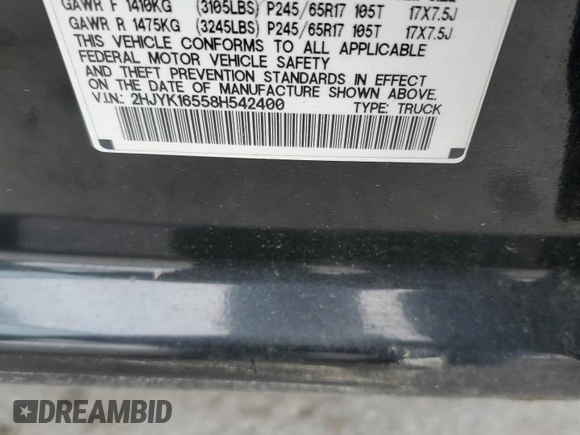 GAWR F 1410KG (3105LBS) P245/65R17 105T 17X7.5J
GAWR R 1475KG (3245LBS) P245/65R17 105T 17X7.5J
THIS VEHICLE CONFORMS TO ALL APPLICABLE
FEDERAL MOTOR VEHICLE SAFETY
AND THEFT PREVENTION STANDARDS IN EFFECT
ON THE DATE OF MANUFACTURE SHOWN ABOVE.
V.I.N.: 2HJYK16558H542400 TYPE: TRUCK
DREAMBID